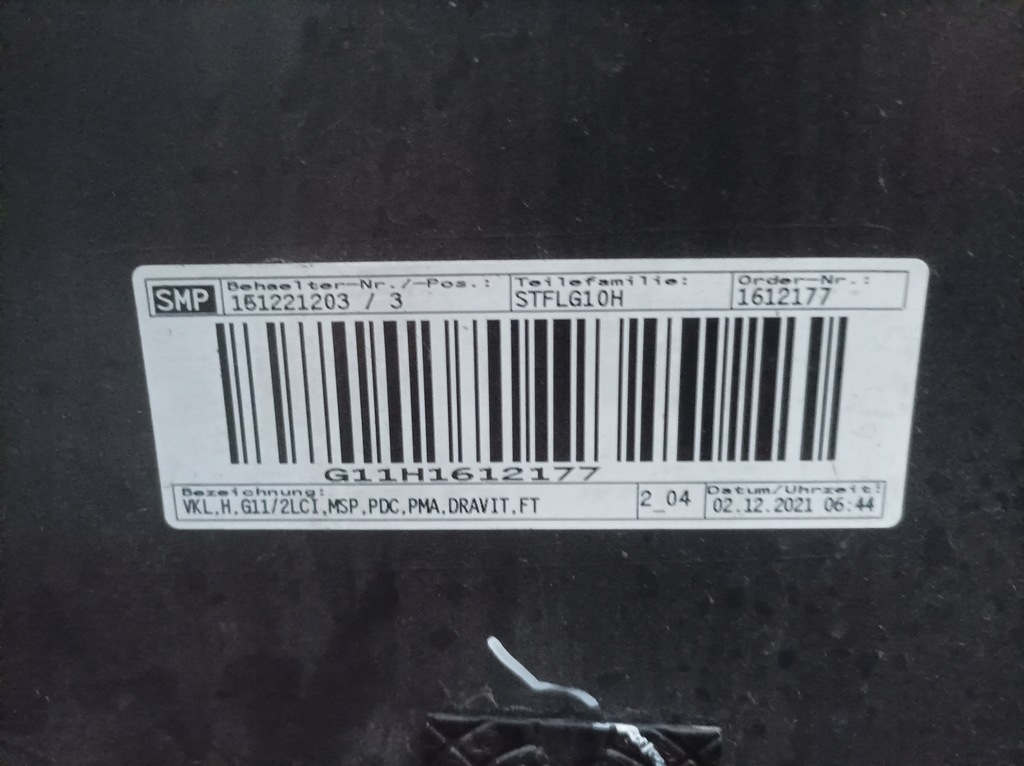 SMP
Behaelter-Nr./-Pos.: Teilefamilie: Order-Nr.:
151221203 / 3 STFLG10H 1612177
G11H1612177
Bezeichnung: 2_04 Datum/Uhrzeit:
VKL,H,G11/2LCI,MSP,PDC,PMA,DRAVIT,FT 02.12.2021 06:44